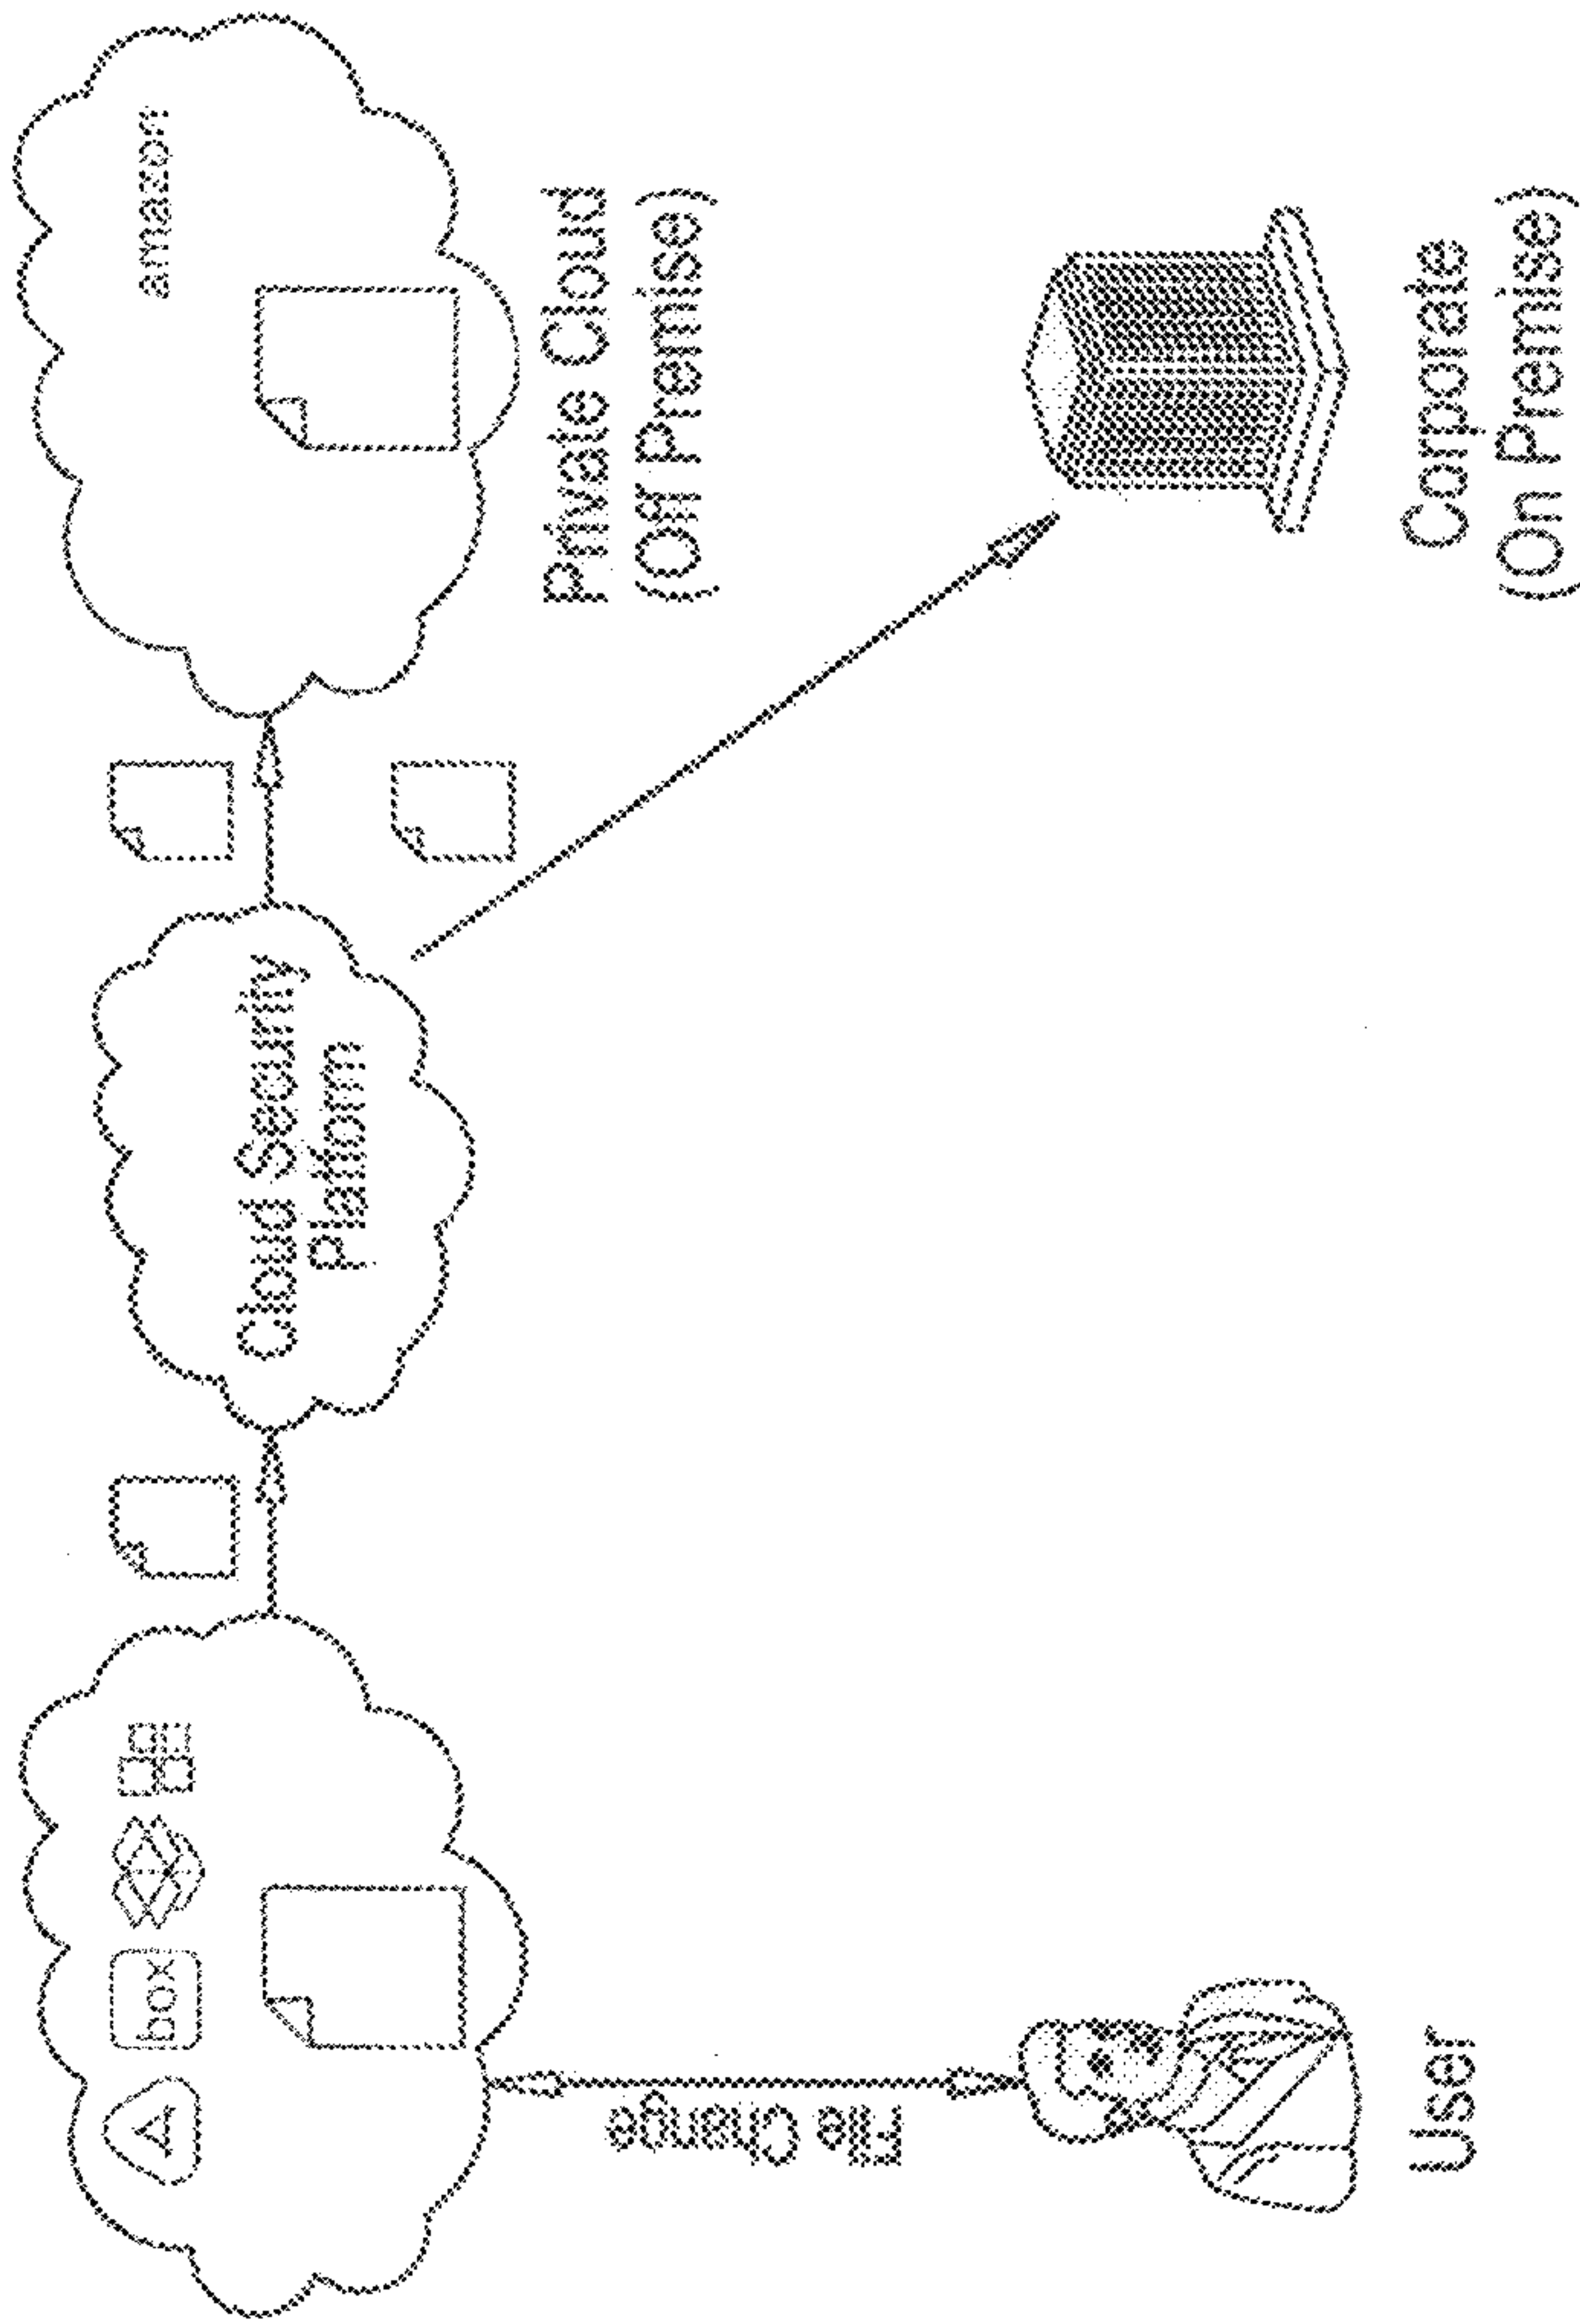 box
Cloud Security
Platform
amazon
Private Cloud
(Off Premise)
File Change
User
Corporate
(On Premise)